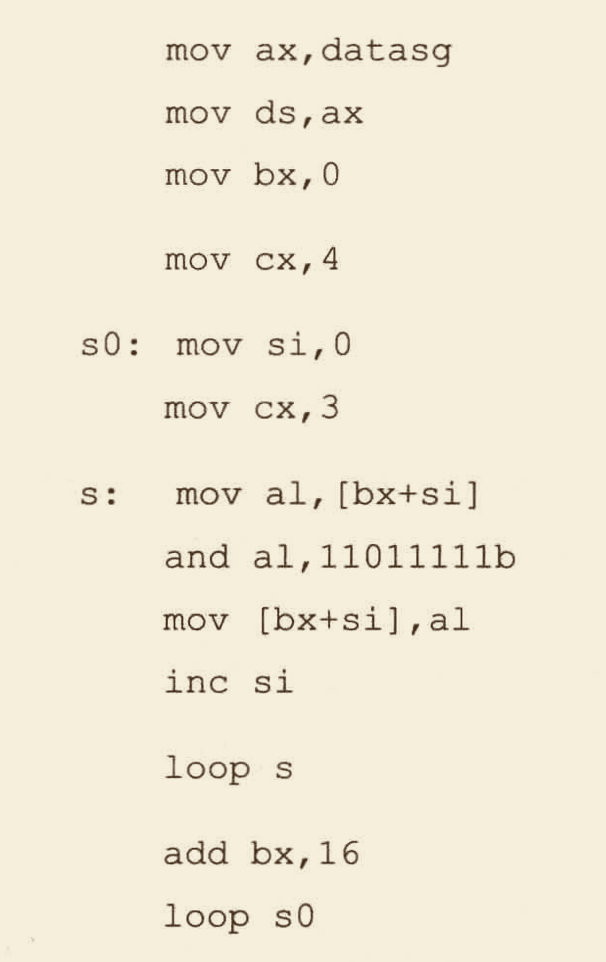 mov ax,datasg
mov ds,ax
mov bx,0
mov cx,4
s0: mov si,0
mov cx,3
s: mov al,[bx+si]
and al,11011111b
mov [bx+si],al
inc si
loop s
add bx,16
loop s0